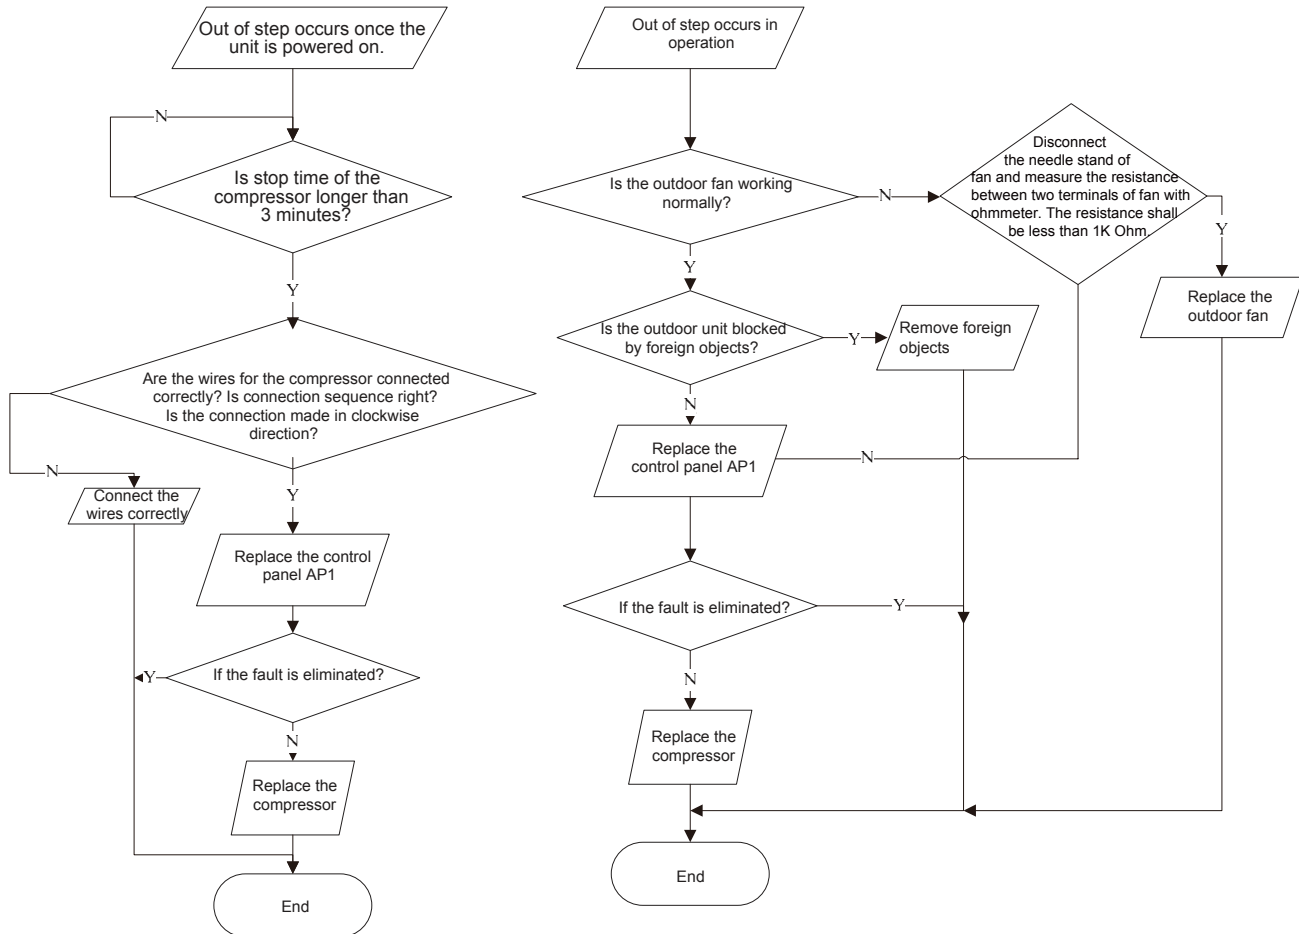 Out of step occurs once the
unit is powered on.
N
Is stop time of the
compressor longer than
3 minutes?
Y
Are the wires for the compressor connected
correctly? Is connection sequence right?
Is the connection made in clockwise
direction?
N
Connect the
wires correctly
Y
Replace the control
panel AP1
If the fault is eliminated?
Y
N
Replace the
compressor
End
Out of step occurs in
operation
Is the outdoor fan working
normally?
N
Disconnect
the needle stand of
fan and measure the resistance
between two terminals of fan with
ohmmeter. The resistance shall
be less than 1K Ohm.
Y
Replace the
outdoor fan
Y
Is the outdoor unit blocked
by foreign objects?
Y
Remove foreign
objects
N
Replace the
control panel AP1
N
If the fault is eliminated?
Y
N
Replace the
compressor
End